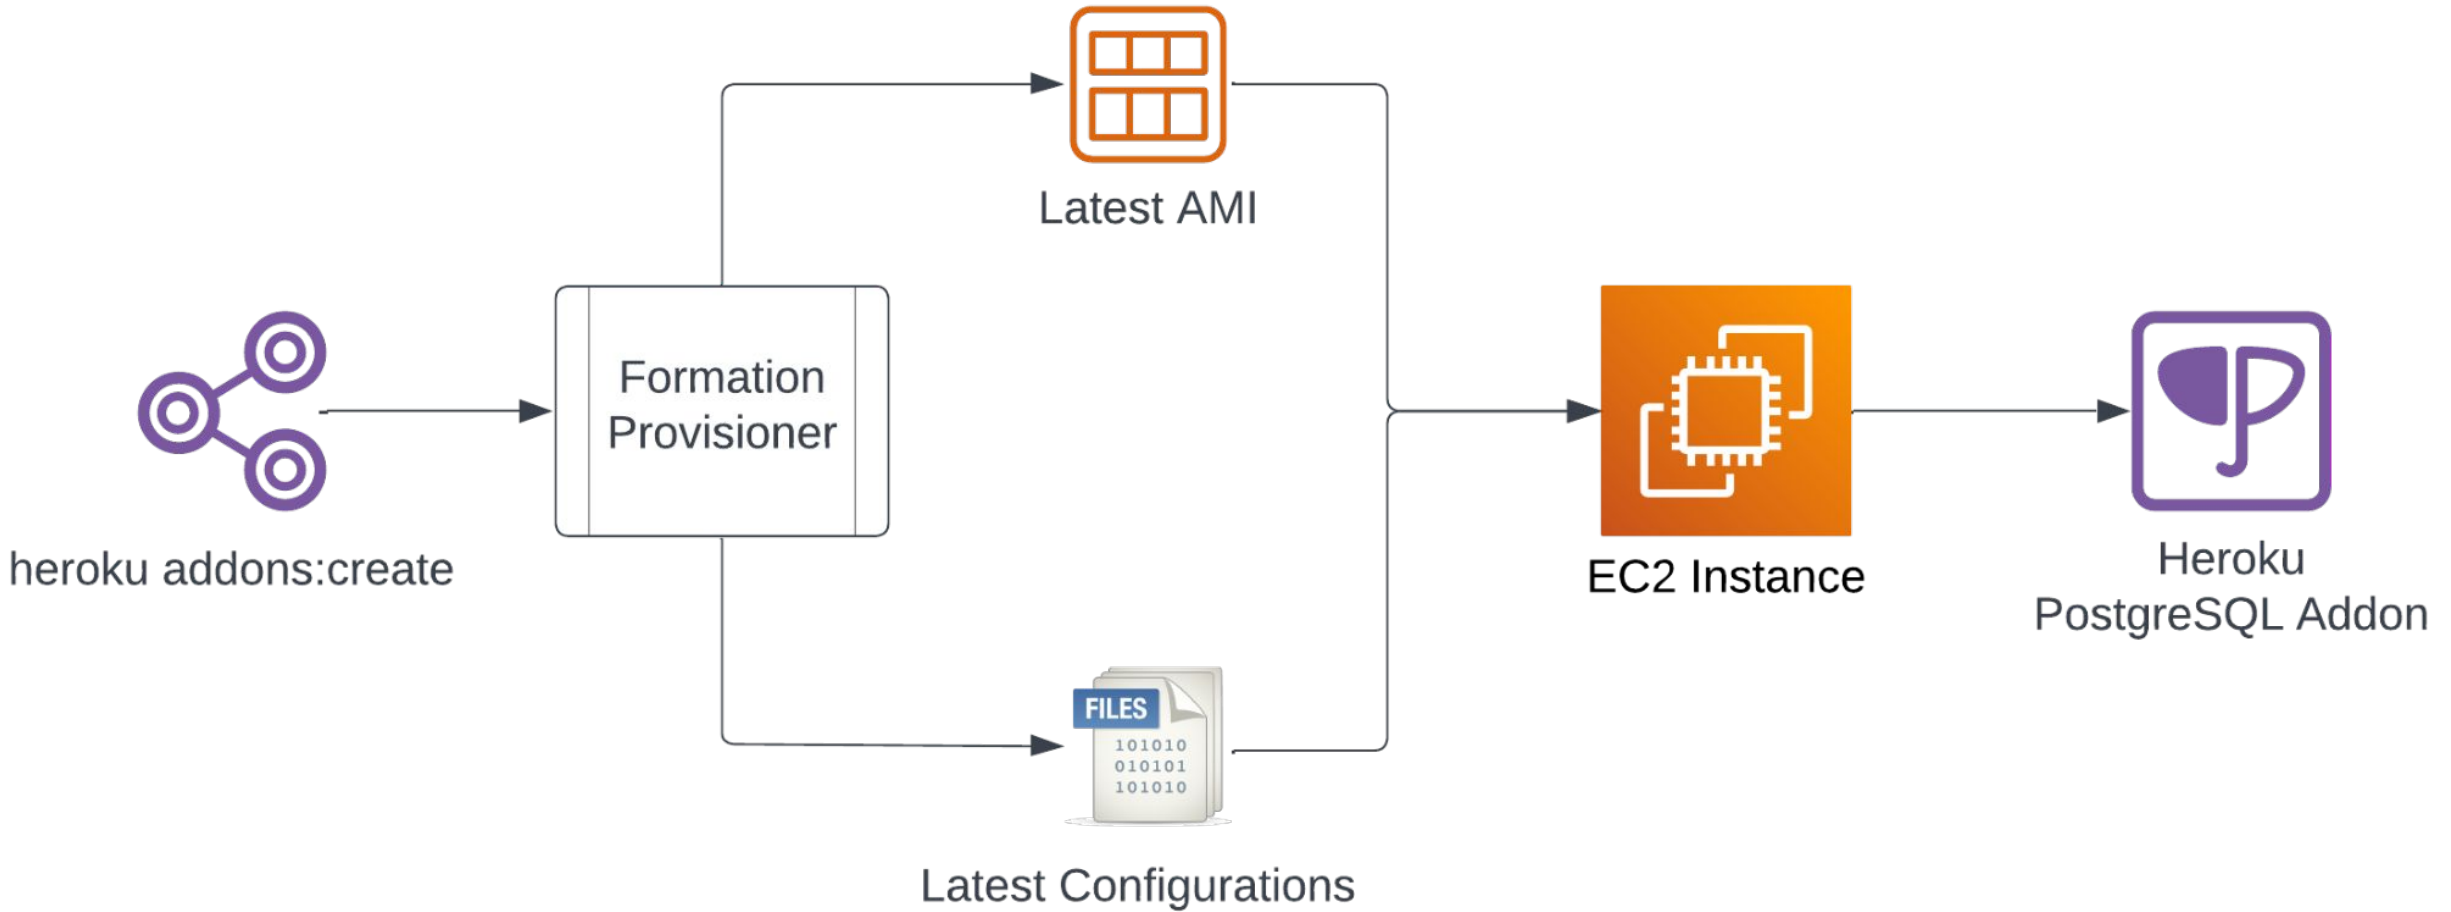 Latest AMI
Formation
Provisioner
heroku addons:create
EC2 Instance
Heroku
PostgreSQL Addon
FILES
101010
010101
101010
Latest Configurations